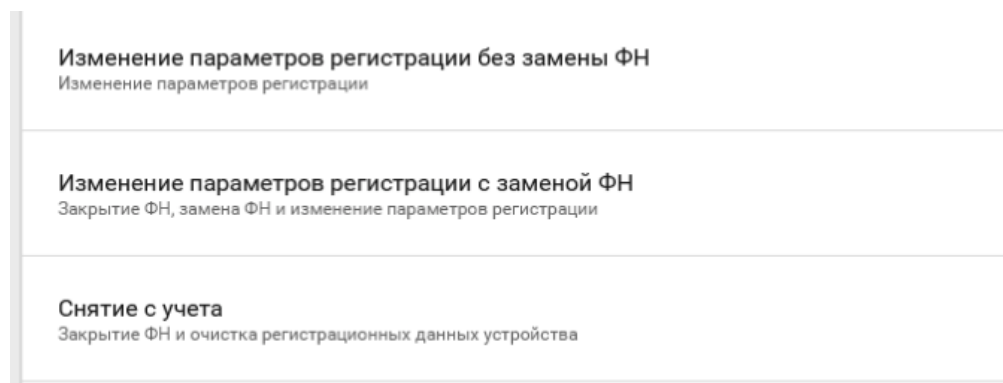 Изменение параметров регистрации без замены ФН
Изменение параметров регистрации
Изменение параметров регистрации с заменой ФН
Закрытие ФН, замена ФН и изменение параметров регистрации
Снятие с учета
Закрытие ФН и очистка регистрационных данных устройства